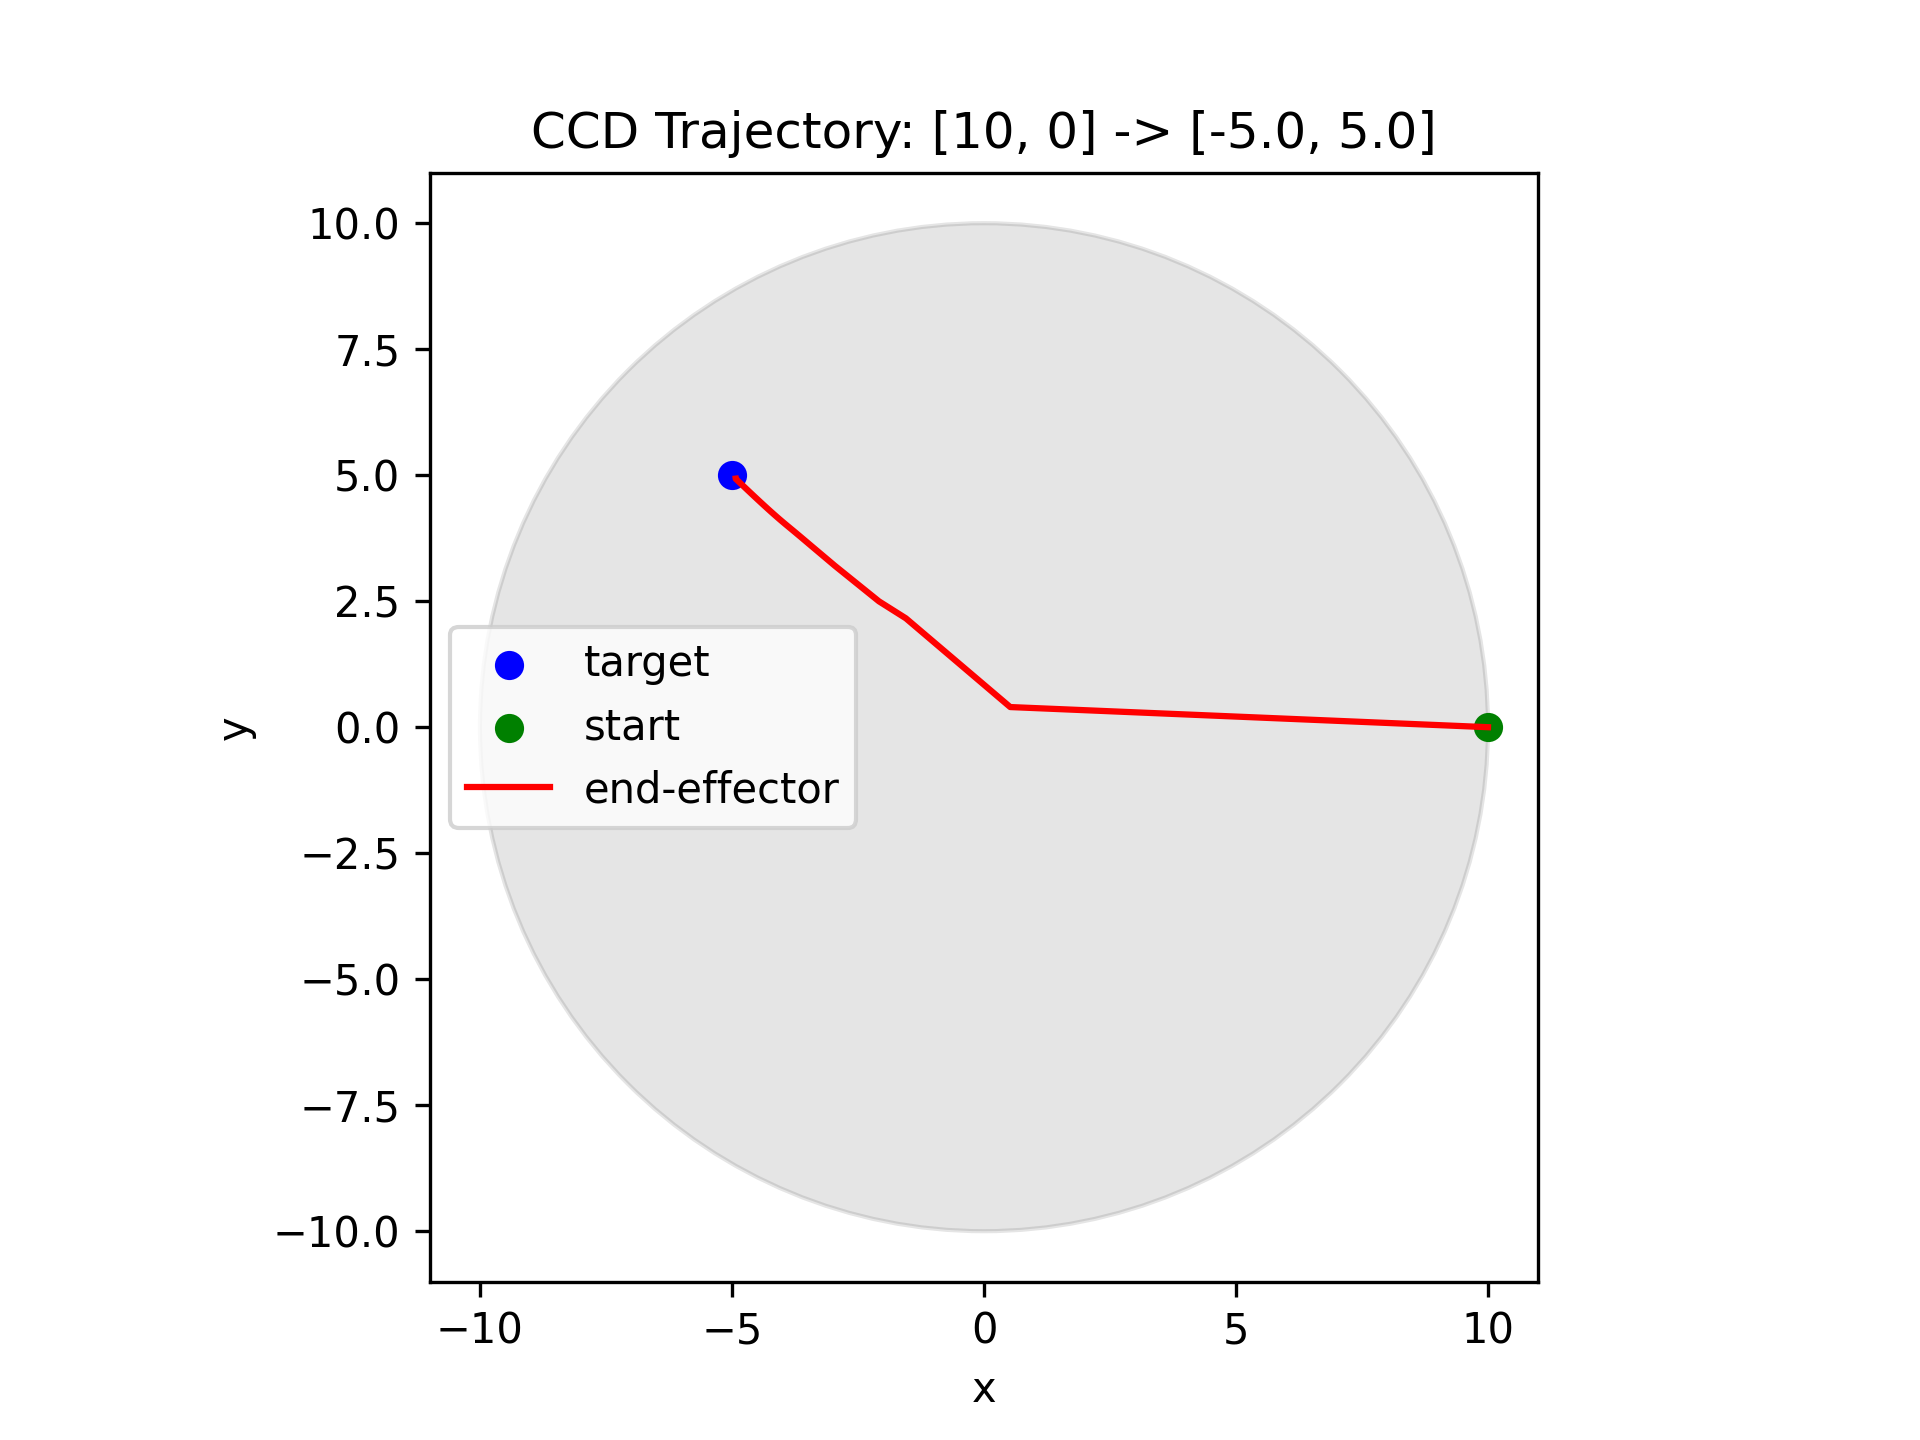 CCD Trajectory: [10, 0] -> [-5.0, 5.0]
10.0
7.5
5.0
2.5
0.0
−2.5
−5.0
−7.5
−10.0
y
target
start
end-effector
−10 −5 0 5 10
x